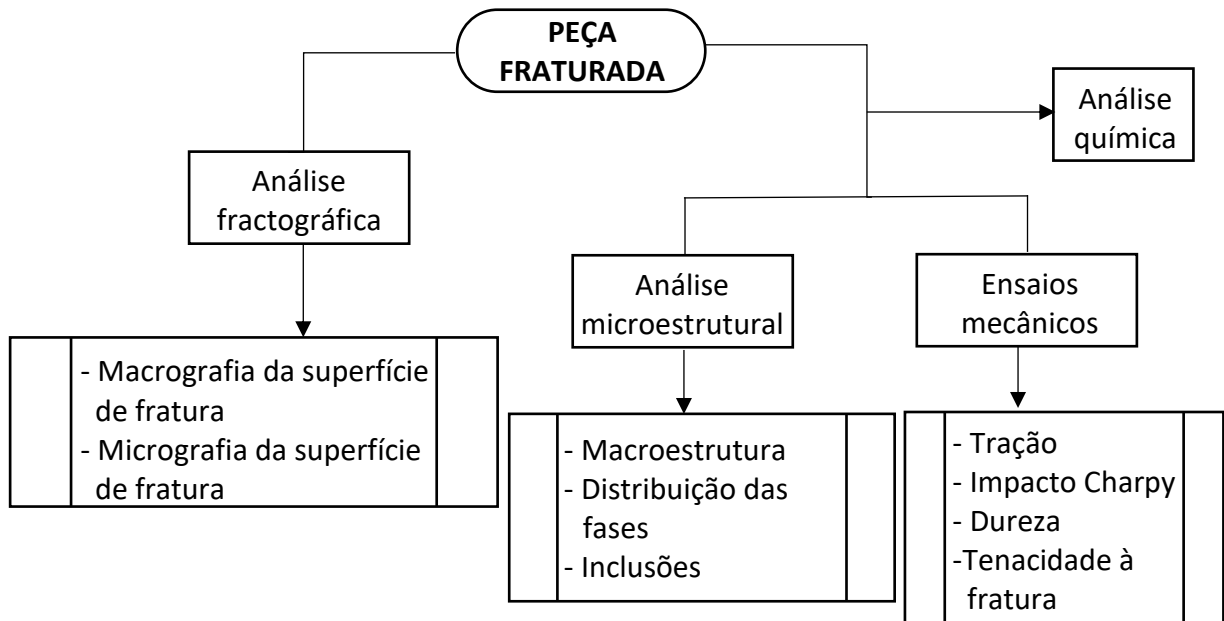 PEÇA
FRATURADA
Análise
química
Análise
fractográfica
Análise
microestrutural
Ensaios
mecânicos
- Macrografia da superfície
de fratura
- Micrografia da superfície
de fratura
- Macroestrutura
- Distribuição das
fases
- Inclusões
- Tração
- Impacto Charpy
- Dureza
-Tenacidade à
fratura